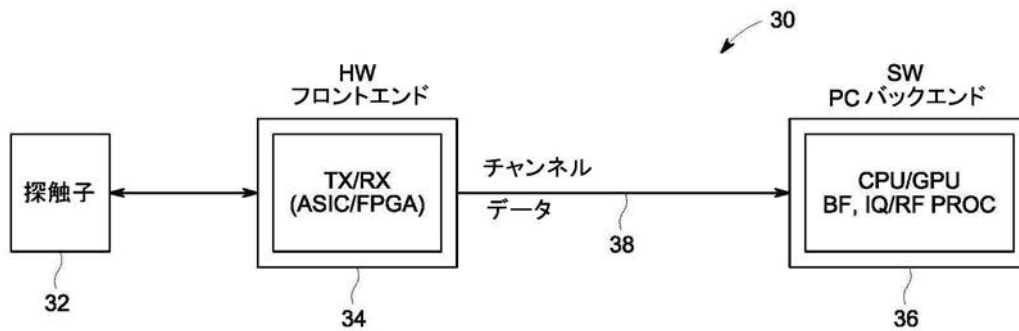 30
HW
フロントエンド
SW
PC バックエンド
探触子
TX/RX
(ASIC/FPGA)
チャンネル
データ
CPU/GPU
BF, IQ/RF PROC
32
34
38
36